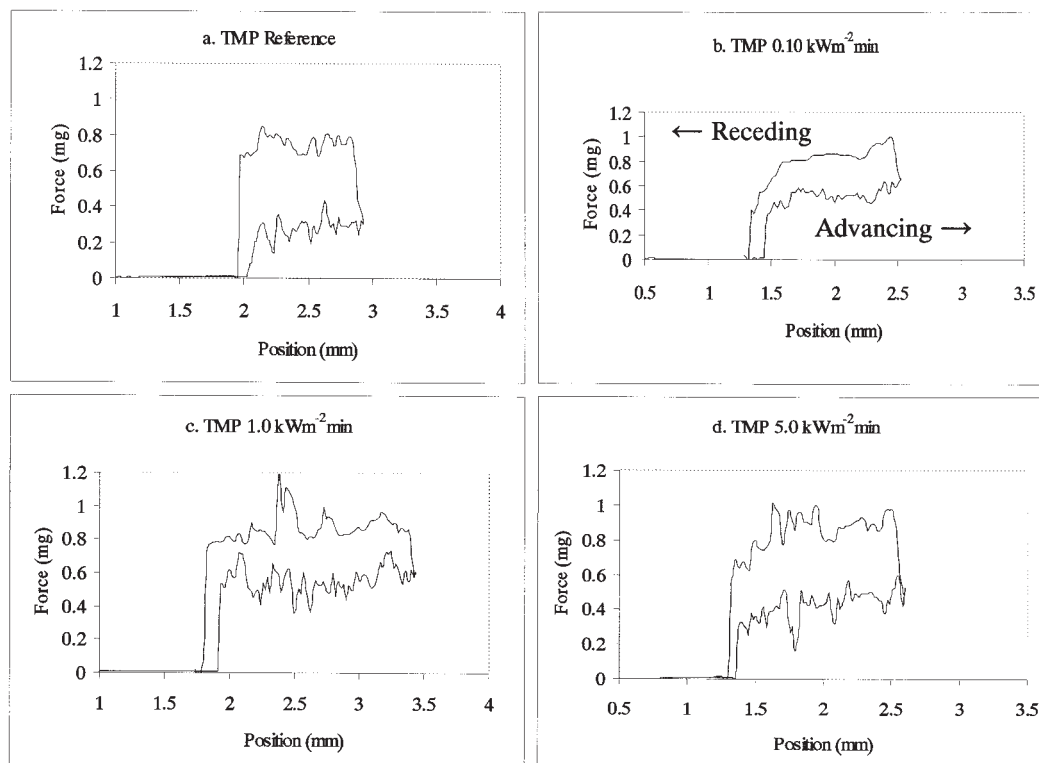 a. TMP Reference
1.2
1
0.8
0.6
0.4
0.2
0
Force (mg)
1 1.5 2 2.5 3 3.5 4
Position (mm)
b. TMP 0.10 kWm⁻²min
1.2
1
0.8
0.6
0.4
0.2
0
Force (mg)
← Receding
Advancing →
0.5 1 1.5 2 2.5 3 3.5
Position (mm)
c. TMP 1.0 kWm⁻²min
1.2
1
0.8
0.6
0.4
0.2
0
Force (mg)
1 1.5 2 2.5 3 3.5 4
Position (mm)
d. TMP 5.0 kWm⁻²min
1.2
1
0.8
0.6
0.4
0.2
0
Force (mg)
0.5 1 1.5 2 2.5 3 3.5
Position (mm)